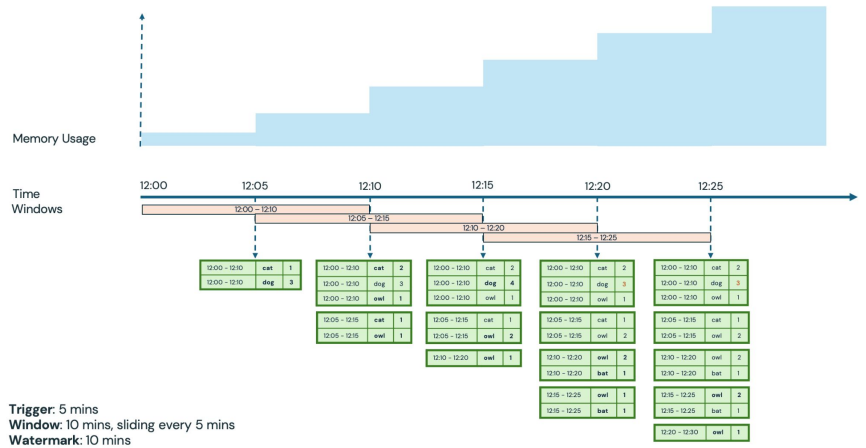 Memory Usage
12:00 12:05 12:10 12:15 12:20 12:25
Time
Windows
12:00 – 12:10
12:05 – 12:15
12:10 – 12:20
12:15 – 12:25
12:00 - 12:10 cat 1
12:00 - 12:10 dog 3
12:00 - 12:10 cat 2
12:00 - 12:10 dog 3
12:00 - 12:10 owl 1
12:05 - 12:15 cat 1
12:05 - 12:15 owl 1
12:00 - 12:10 cat 2
12:00 - 12:10 dog 4
12:00 - 12:10 owl 1
12:05 - 12:15 cat 1
12:05 - 12:15 owl 2
12:10 - 12:20 owl 1
12:00 - 12:10 cat 2
12:00 - 12:10 dog 3
12:00 - 12:10 owl 1
12:05 - 12:15 cat 1
12:05 - 12:15 owl 2
12:10 - 12:20 owl 2
12:10 - 12:20 bat 1
12:15 - 12:25 owl 1
12:15 - 12:25 bat 1
12:00 - 12:10 cat 2
12:00 - 12:10 dog 3
12:00 - 12:10 owl 1
12:05 - 12:15 cat 1
12:05 - 12:15 owl 2
12:10 - 12:20 owl 2
12:10 - 12:20 bat 1
12:15 - 12:25 owl 2
12:15 - 12:25 bat 1
12:20 - 12:30 owl 1
Trigger: 5 mins
Window: 10 mins, sliding every 5 mins
Watermark: 10 mins